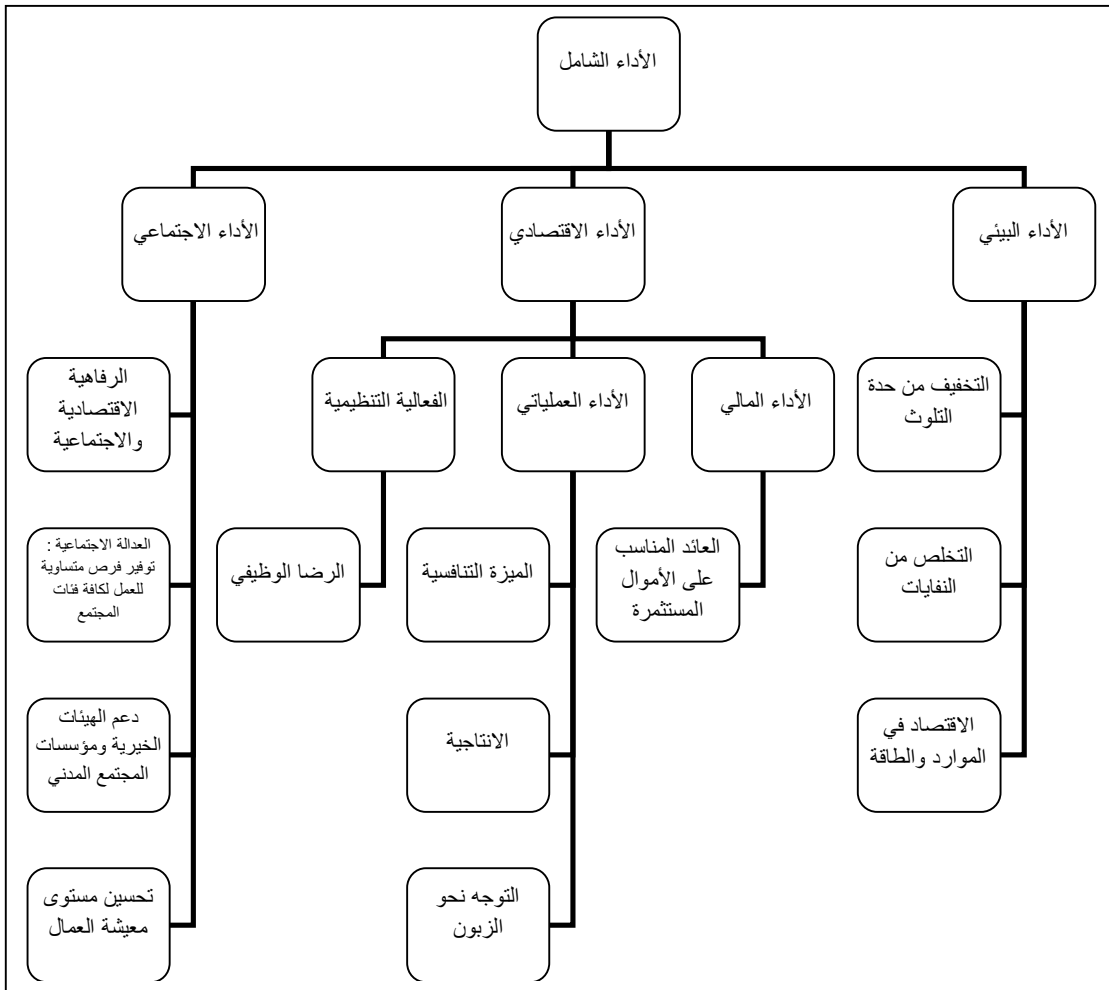 الأداء الشامل
الأداء البيئي
الأداء الاقتصادي
الأداء الاجتماعي
التخفيف من حدة
التلوث
التخلص من
النفايات
الاقتصاد في
الموارد والطاقة
الأداء المالي
العائد المناسب
على الأموال
المستثمرة
الأداء العملياتي
الميزة التنافسية
الانتاجية
التوجه نحو
الزبون
الفعالية التنظيمية
الرضا الوظيفي
الرفاهية
الاقتصادية
والاجتماعية
العدالة الاجتماعية :
توفير فرص متساوية
للعمل لكافة فئات
المجتمع
دعم الهيئات
الخيرية ومؤسسات
المجتمع المدني
تحسين مستوى
معيشة العمال